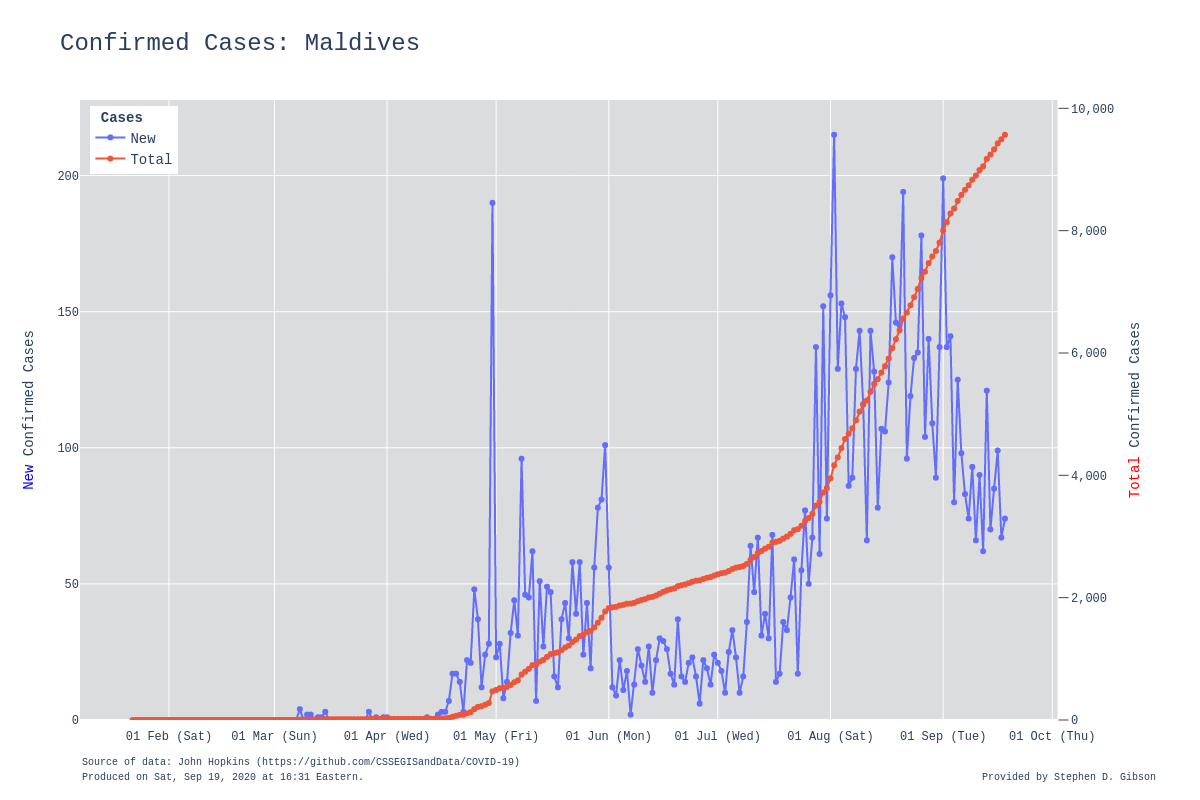 Confirmed Cases: Maldives
Cases
New
Total
200
150
100
50
0
10,000
8,000
6,000
4,000
2,000
0
New Confirmed Cases
Total Confirmed Cases
01 Feb (Sat) 01 Mar (Sun) 01 Apr (Wed) 01 May (Fri) 01 Jun (Mon) 01 Jul (Wed) 01 Aug (Sat) 01 Sep (Tue) 01 Oct (Thu)
Source of data: John Hopkins (https://github.com/CSSEGISandData/COVID-19)
Produced on Sat, Sep 19, 2020 at 16:31 Eastern.
Provided by Stephen D. Gibson